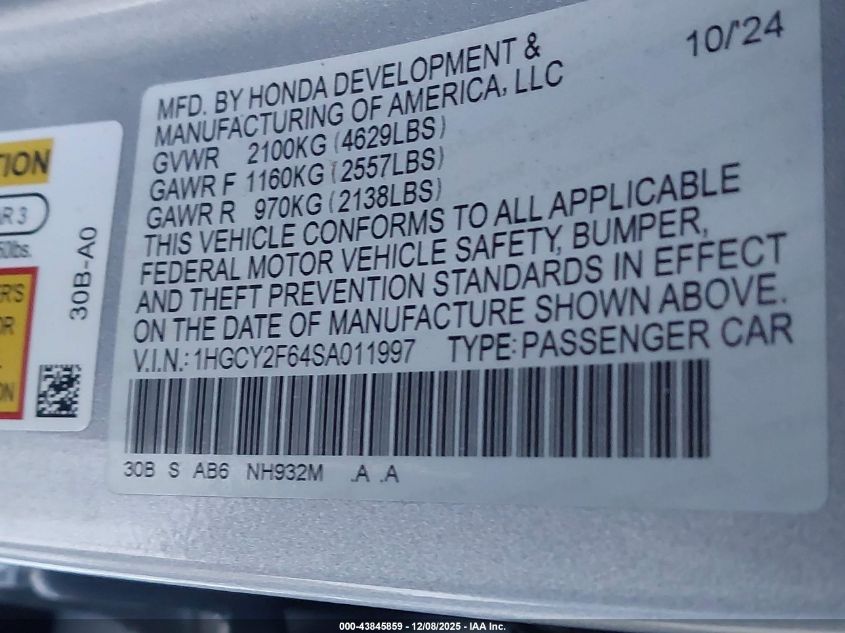 10/'24
MFD. BY HONDA DEVELOPMENT &
MANUFACTURING OF AMERICA, LLC
GVWR 2100KG (4629LBS)
GAWR F 1160KG (2557LBS)
GAWR R 970KG (2138LBS)
THIS VEHICLE CONFORMS TO ALL APPLICABLE
FEDERAL MOTOR VEHICLE SAFETY, BUMPER,
AND THEFT PREVENTION STANDARDS IN EFFECT
ON THE DATE OF MANUFACTURE SHOWN ABOVE.
V.I.N.: 1HGCY2F64SA011997 TYPE: PASSENGER CAR
30B S AB6 NH932M .A .A
30B-A0
000-43845859 - 12/08/2025 - IAA Inc.